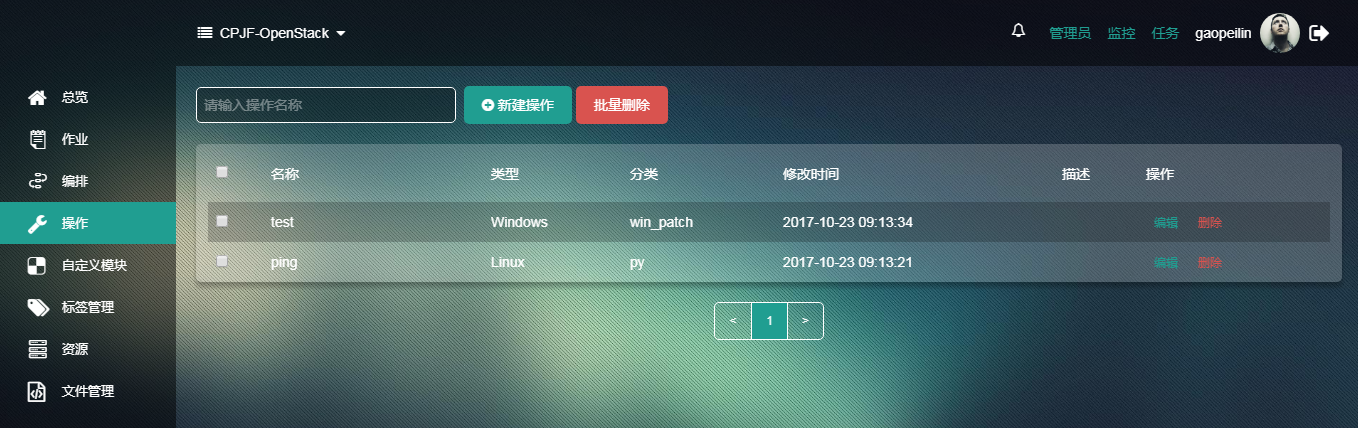 CPJF-OpenStack
管理员 监控 任务 gaopeilin
总览
作业
编排
操作
自定义模块
标签管理
资源
文件管理
请输入操作名称 新建操作 批量删除
名称 类型 分类 修改时间 描述 操作
test Windows win_patch 2017-10-23 09:13:34 编辑 删除
ping Linux py 2017-10-23 09:13:21 编辑 删除
< 1 >